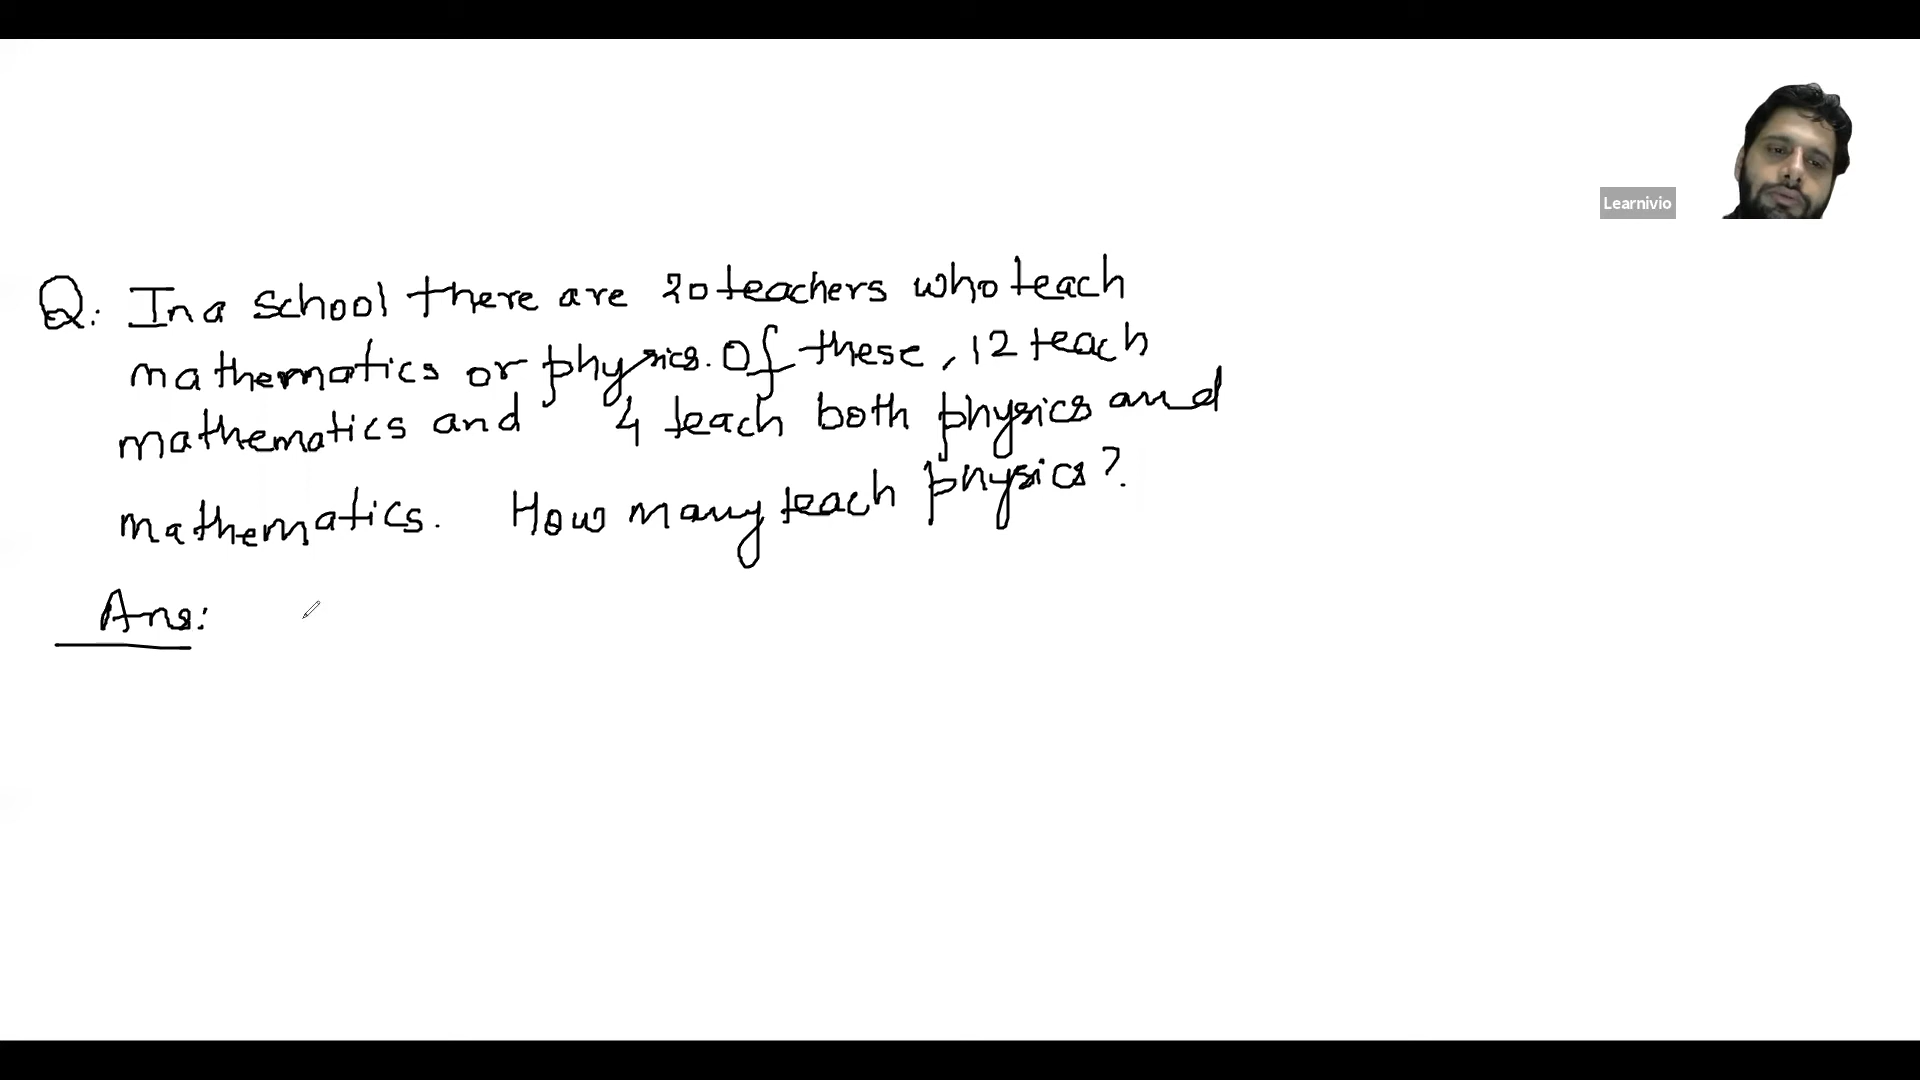 Learnivio
Q: In a school there are 20 teachers who teach
mathematics or physics. Of these, 12 teach
mathematics and 4 teach both physics and
mathematics. How many teach physics?
Ans: